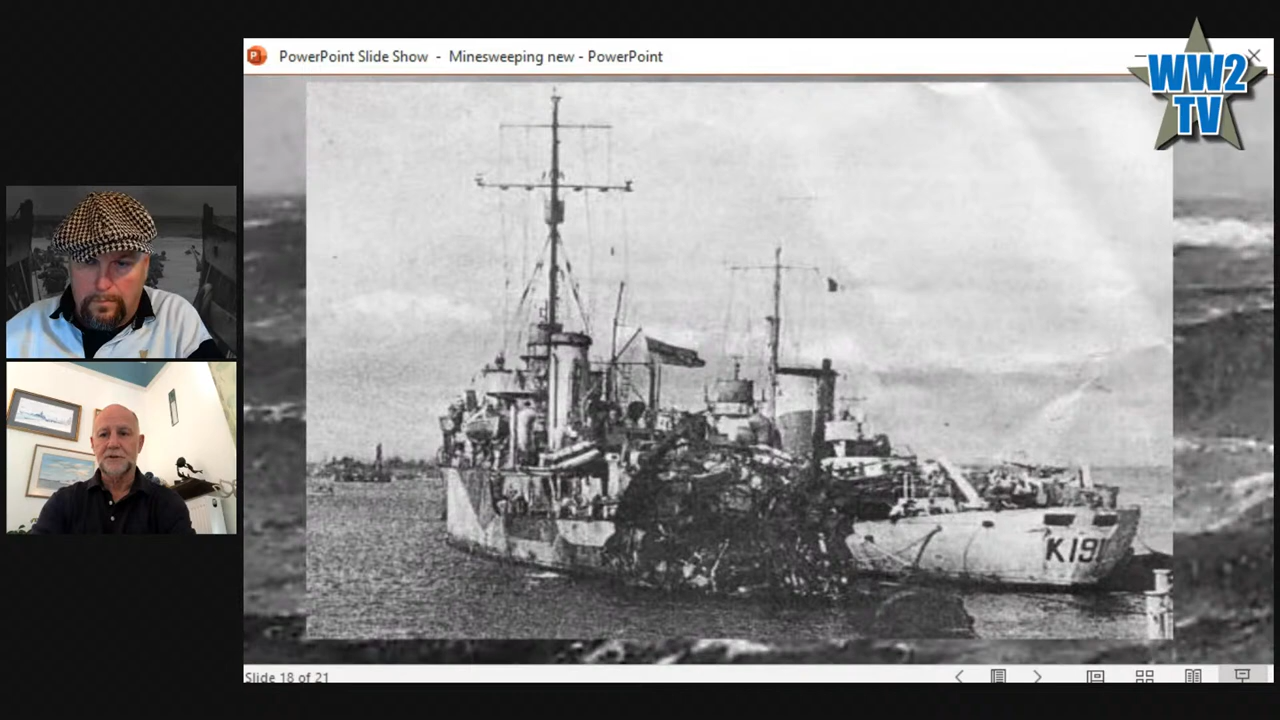 PowerPoint Slide Show - Minesweeping new - PowerPoint
WW2
TV
K191
Slide 18 of 21